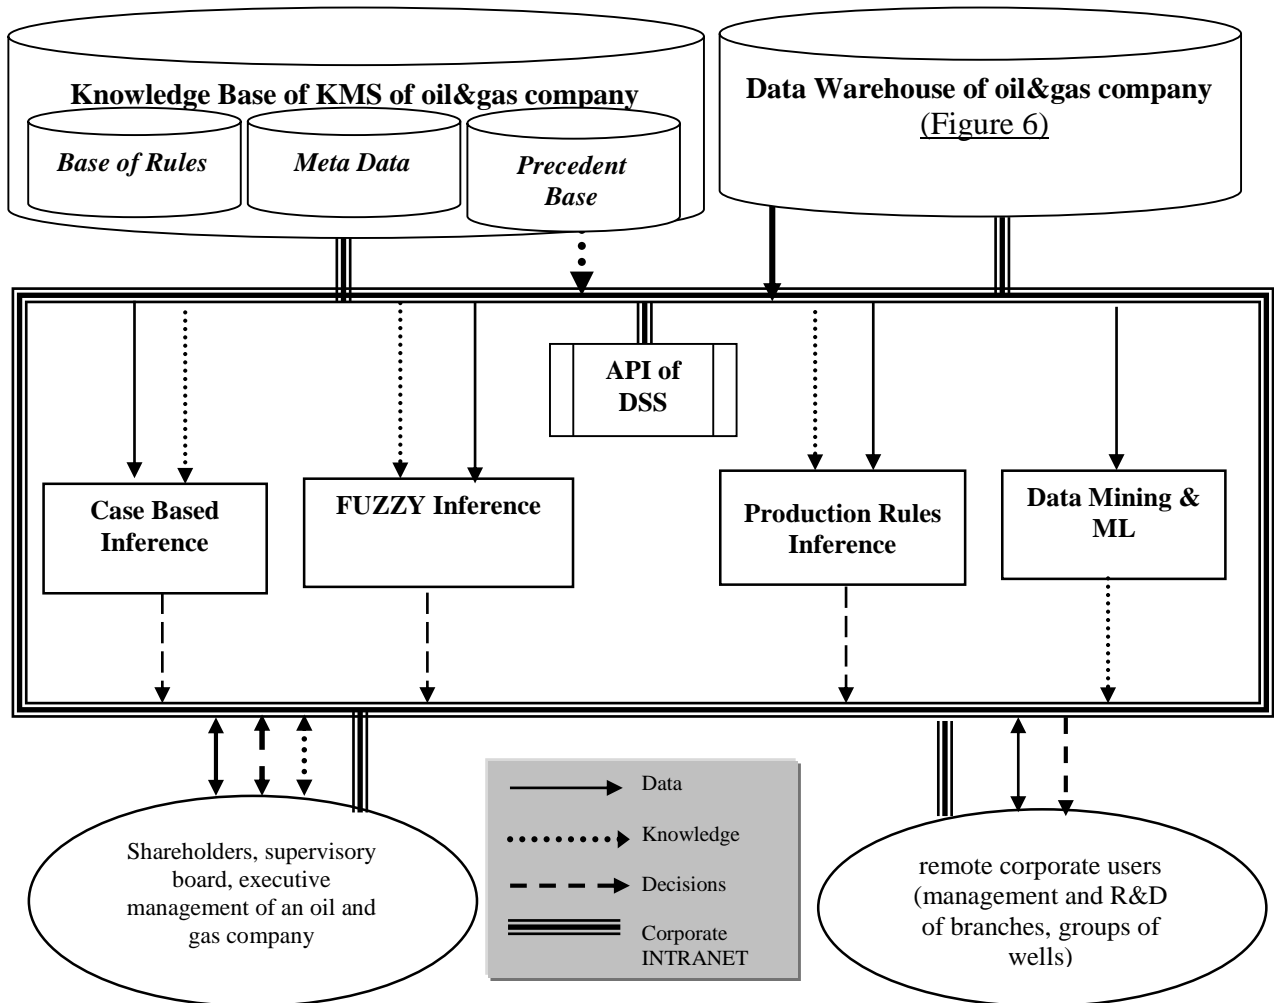 Knowledge Base of KMS of oil&gas company
Base of Rules
Meta Data
Precedent
Base
Data Warehouse of oil&gas company
(Figure 6)
API of
DSS
Case Based
Inference
FUZZY Inference
Production Rules
Inference
Data Mining &
ML
Shareholders, supervisory
board, executive
management of an oil and
gas company
Data
Knowledge
Decisions
Corporate
INTRANET
remote corporate users
(management and R&D
of branches, groups of
wells)